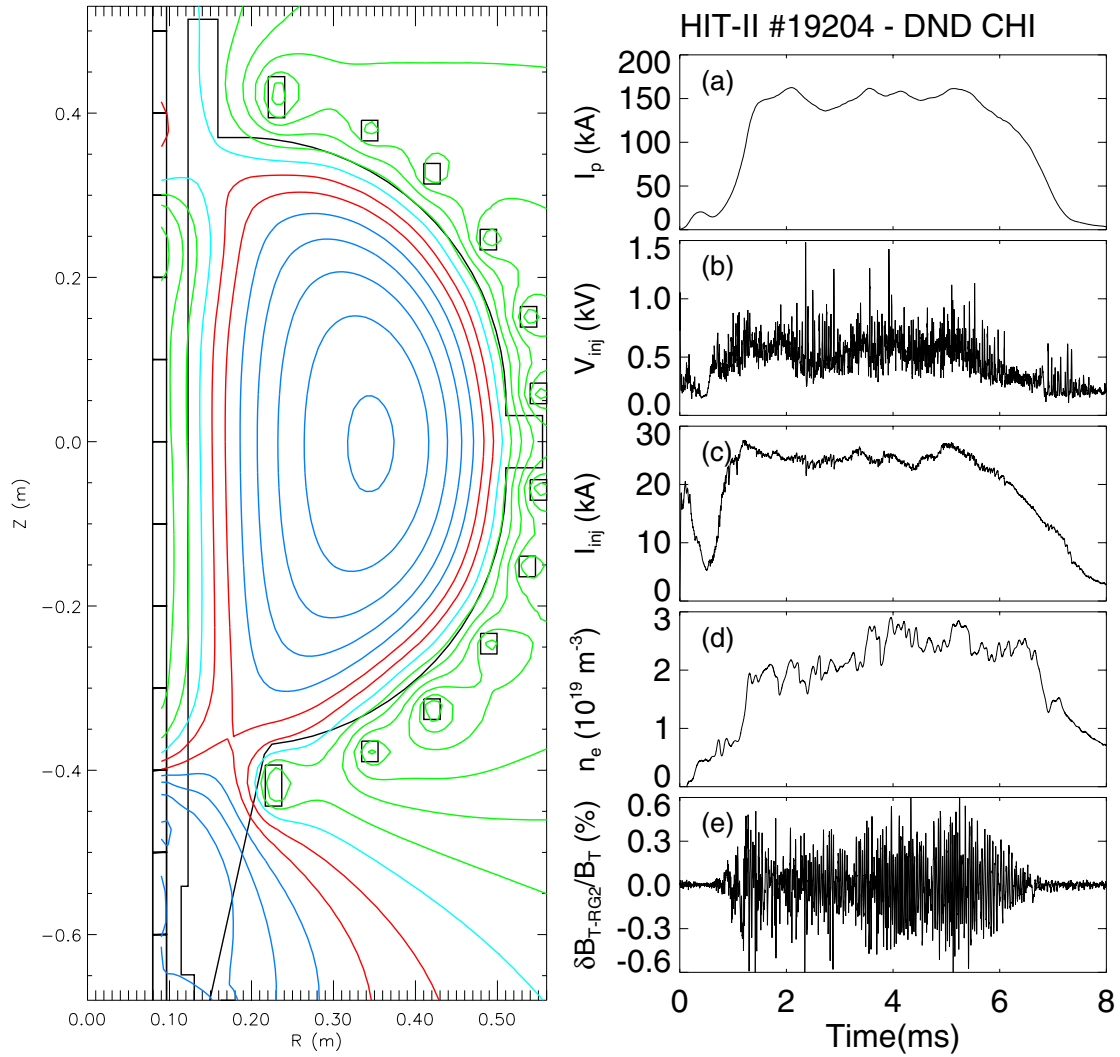 HIT-II #19204 - DND CHI
0.4
0.2
0.0
-0.2
-0.4
-0.6
Z (m)
0.00 0.10 0.20 0.30 0.40 0.50
R (m)
(a)
200
150
100
50
0
I_p (kA)
(b)
1.5
1.0
0.5
0.0
V_inj (kV)
(c)
30
20
10
0
I_inj (kA)
(d)
3
2
1
0
n_e (10^19 m^-3)
(e)
0.6
0.3
0.0
-0.3
-0.6
δB_T-RG2/B_T (%)
0 2 4 6 8
Time(ms)